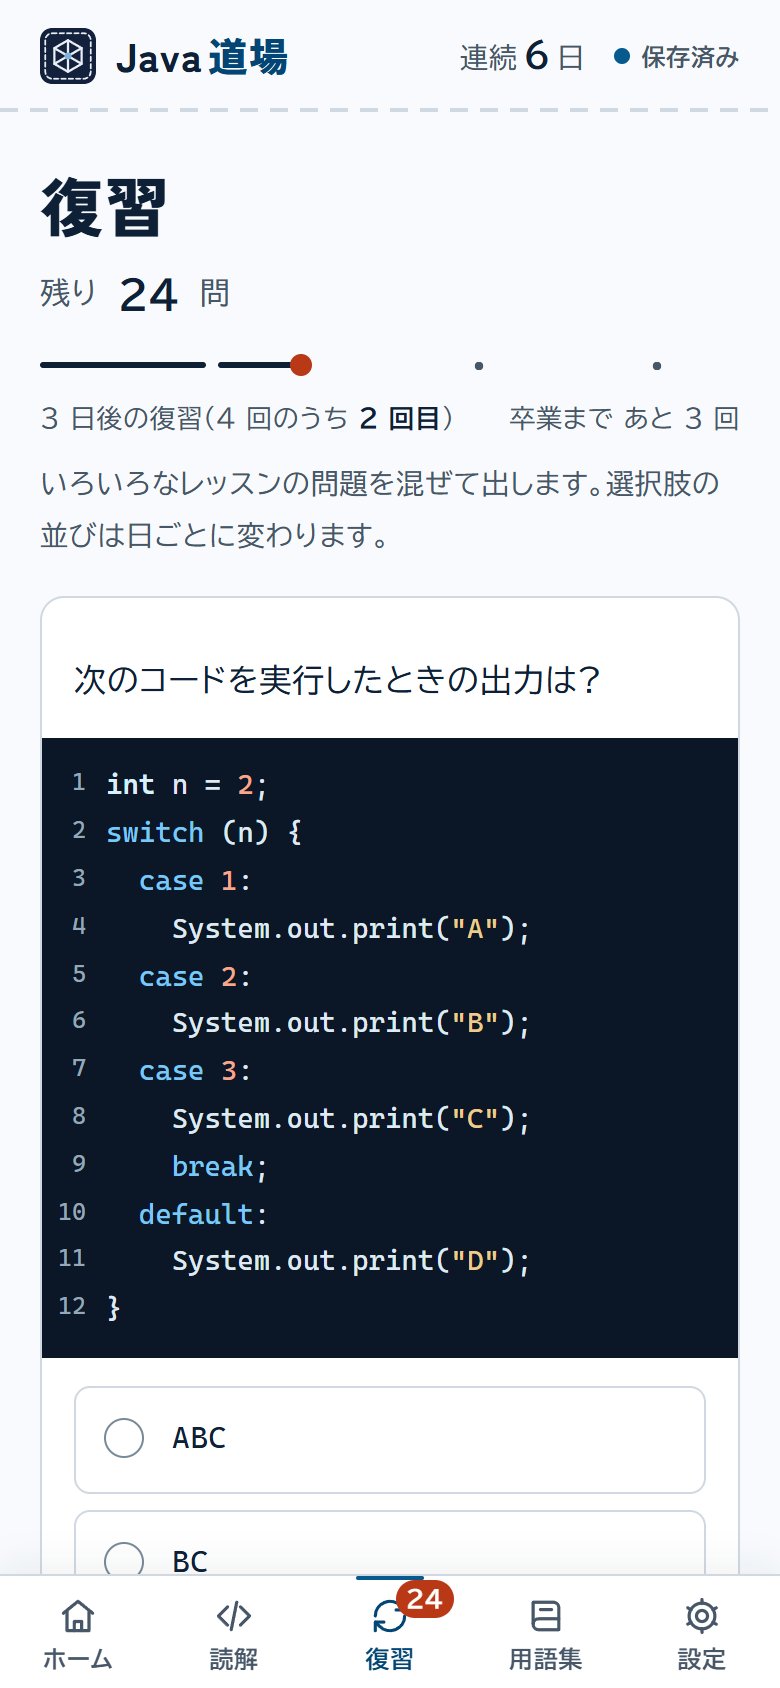 Java 道場 連続 6 日 保存済み
復習
残り 24 問
3 日後の復習(4 回のうち 2 回目) 卒業まで あと 3 回
いろいろなレッスンの問題を混ぜて出します。選択肢の
並びは日ごとに変わります。
次のコードを実行したときの出力は?
1 int n = 2;
2 switch (n) {
3   case 1:
4     System.out.print("A");
5   case 2:
6     System.out.print("B");
7   case 3:
8     System.out.print("C");
9     break;
10   default:
11     System.out.print("D");
12 }
ABC
BC
24
ホーム 読解 復習 用語集 設定